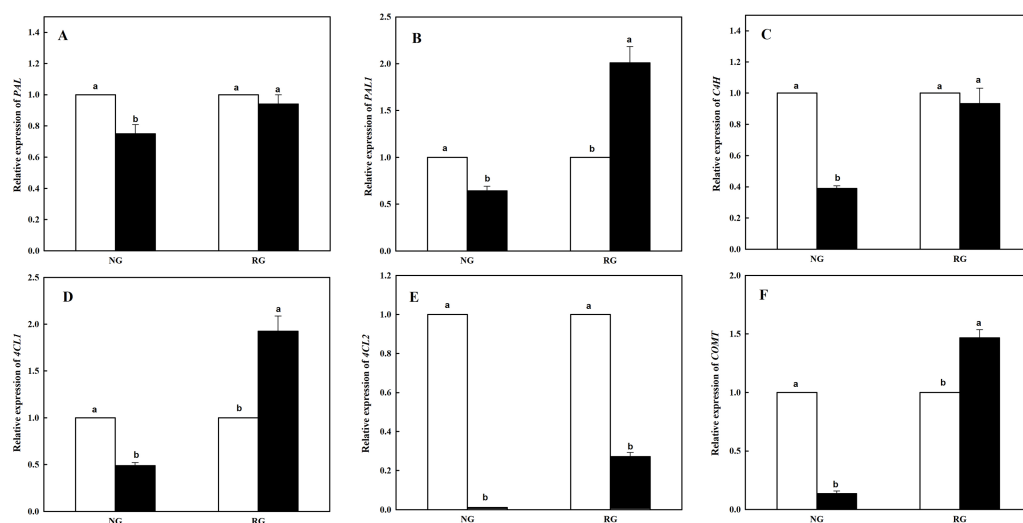 A
Relative expression of PAL
1.4
1.2
1.0
0.8
0.6
0.4
0.2
0.0
a
b
a
a
NG
RG
B
Relative expression of PAL1
2.5
2.0
1.5
1.0
0.5
0.0
a
b
b
a
NG
RG
C
Relative expression of C4H
1.4
1.2
1.0
0.8
0.6
0.4
0.2
0.0
a
b
a
a
NG
RG
D
Relative expression of 4CL1
2.5
2.0
1.5
1.0
0.5
0.0
a
b
b
a
NG
RG
E
Relative expression of 4CL2
1.2
1.0
0.8
0.6
0.4
0.2
0.0
a
b
a
b
NG
RG
F
Relative expression of COMT
2.0
1.5
1.0
0.5
0.0
a
b
b
a
NG
RG